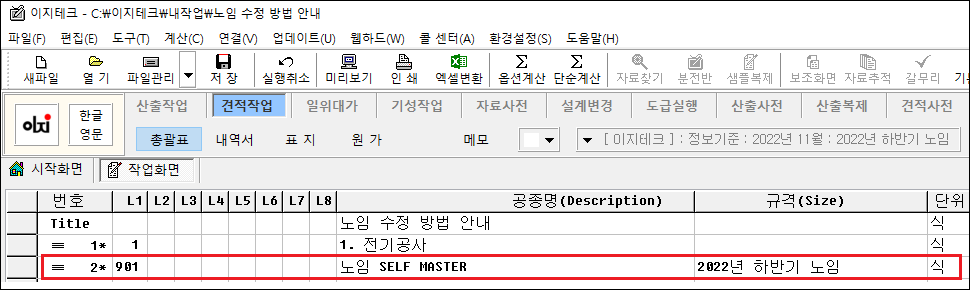 이지테크 - C:₩이지테크₩내작업₩노임 수정 방법 안내
파일(F) 편집(E) 도구(T) 계산(C) 연결(V) 업데이트(U) 웹하드(W) 콜 센터(A) 환경설정(S) 도움말(H)
새파일 열 기 파일관리 저 장 실행취소 미리보기 인 쇄 엑셀변환 옵션계산 단순계산 자료찾기 분전반 샘플복제 보조화면 자료추적 갈무리
산출작업 견적작업 일위대가 기성작업 자료사전 설계변경 도급실행 산출사전 산출복제 견적사전
이지 한글
영문
총괄표 내역서 표 지 원 가 메모 [ 이지테크 ] : 정보기준 : 2022년 11월 : 2022년 하반기 노임
시작화면 작업화면
번호 L1 L2 L3 L4 L5 L6 L7 L8 공종명(Description) 규격(Size) 단위
Title 노임 수정 방법 안내 식
1* 1 1. 전기공사 식
2* 901 노임 SELF MASTER 2022년 하반기 노임 식